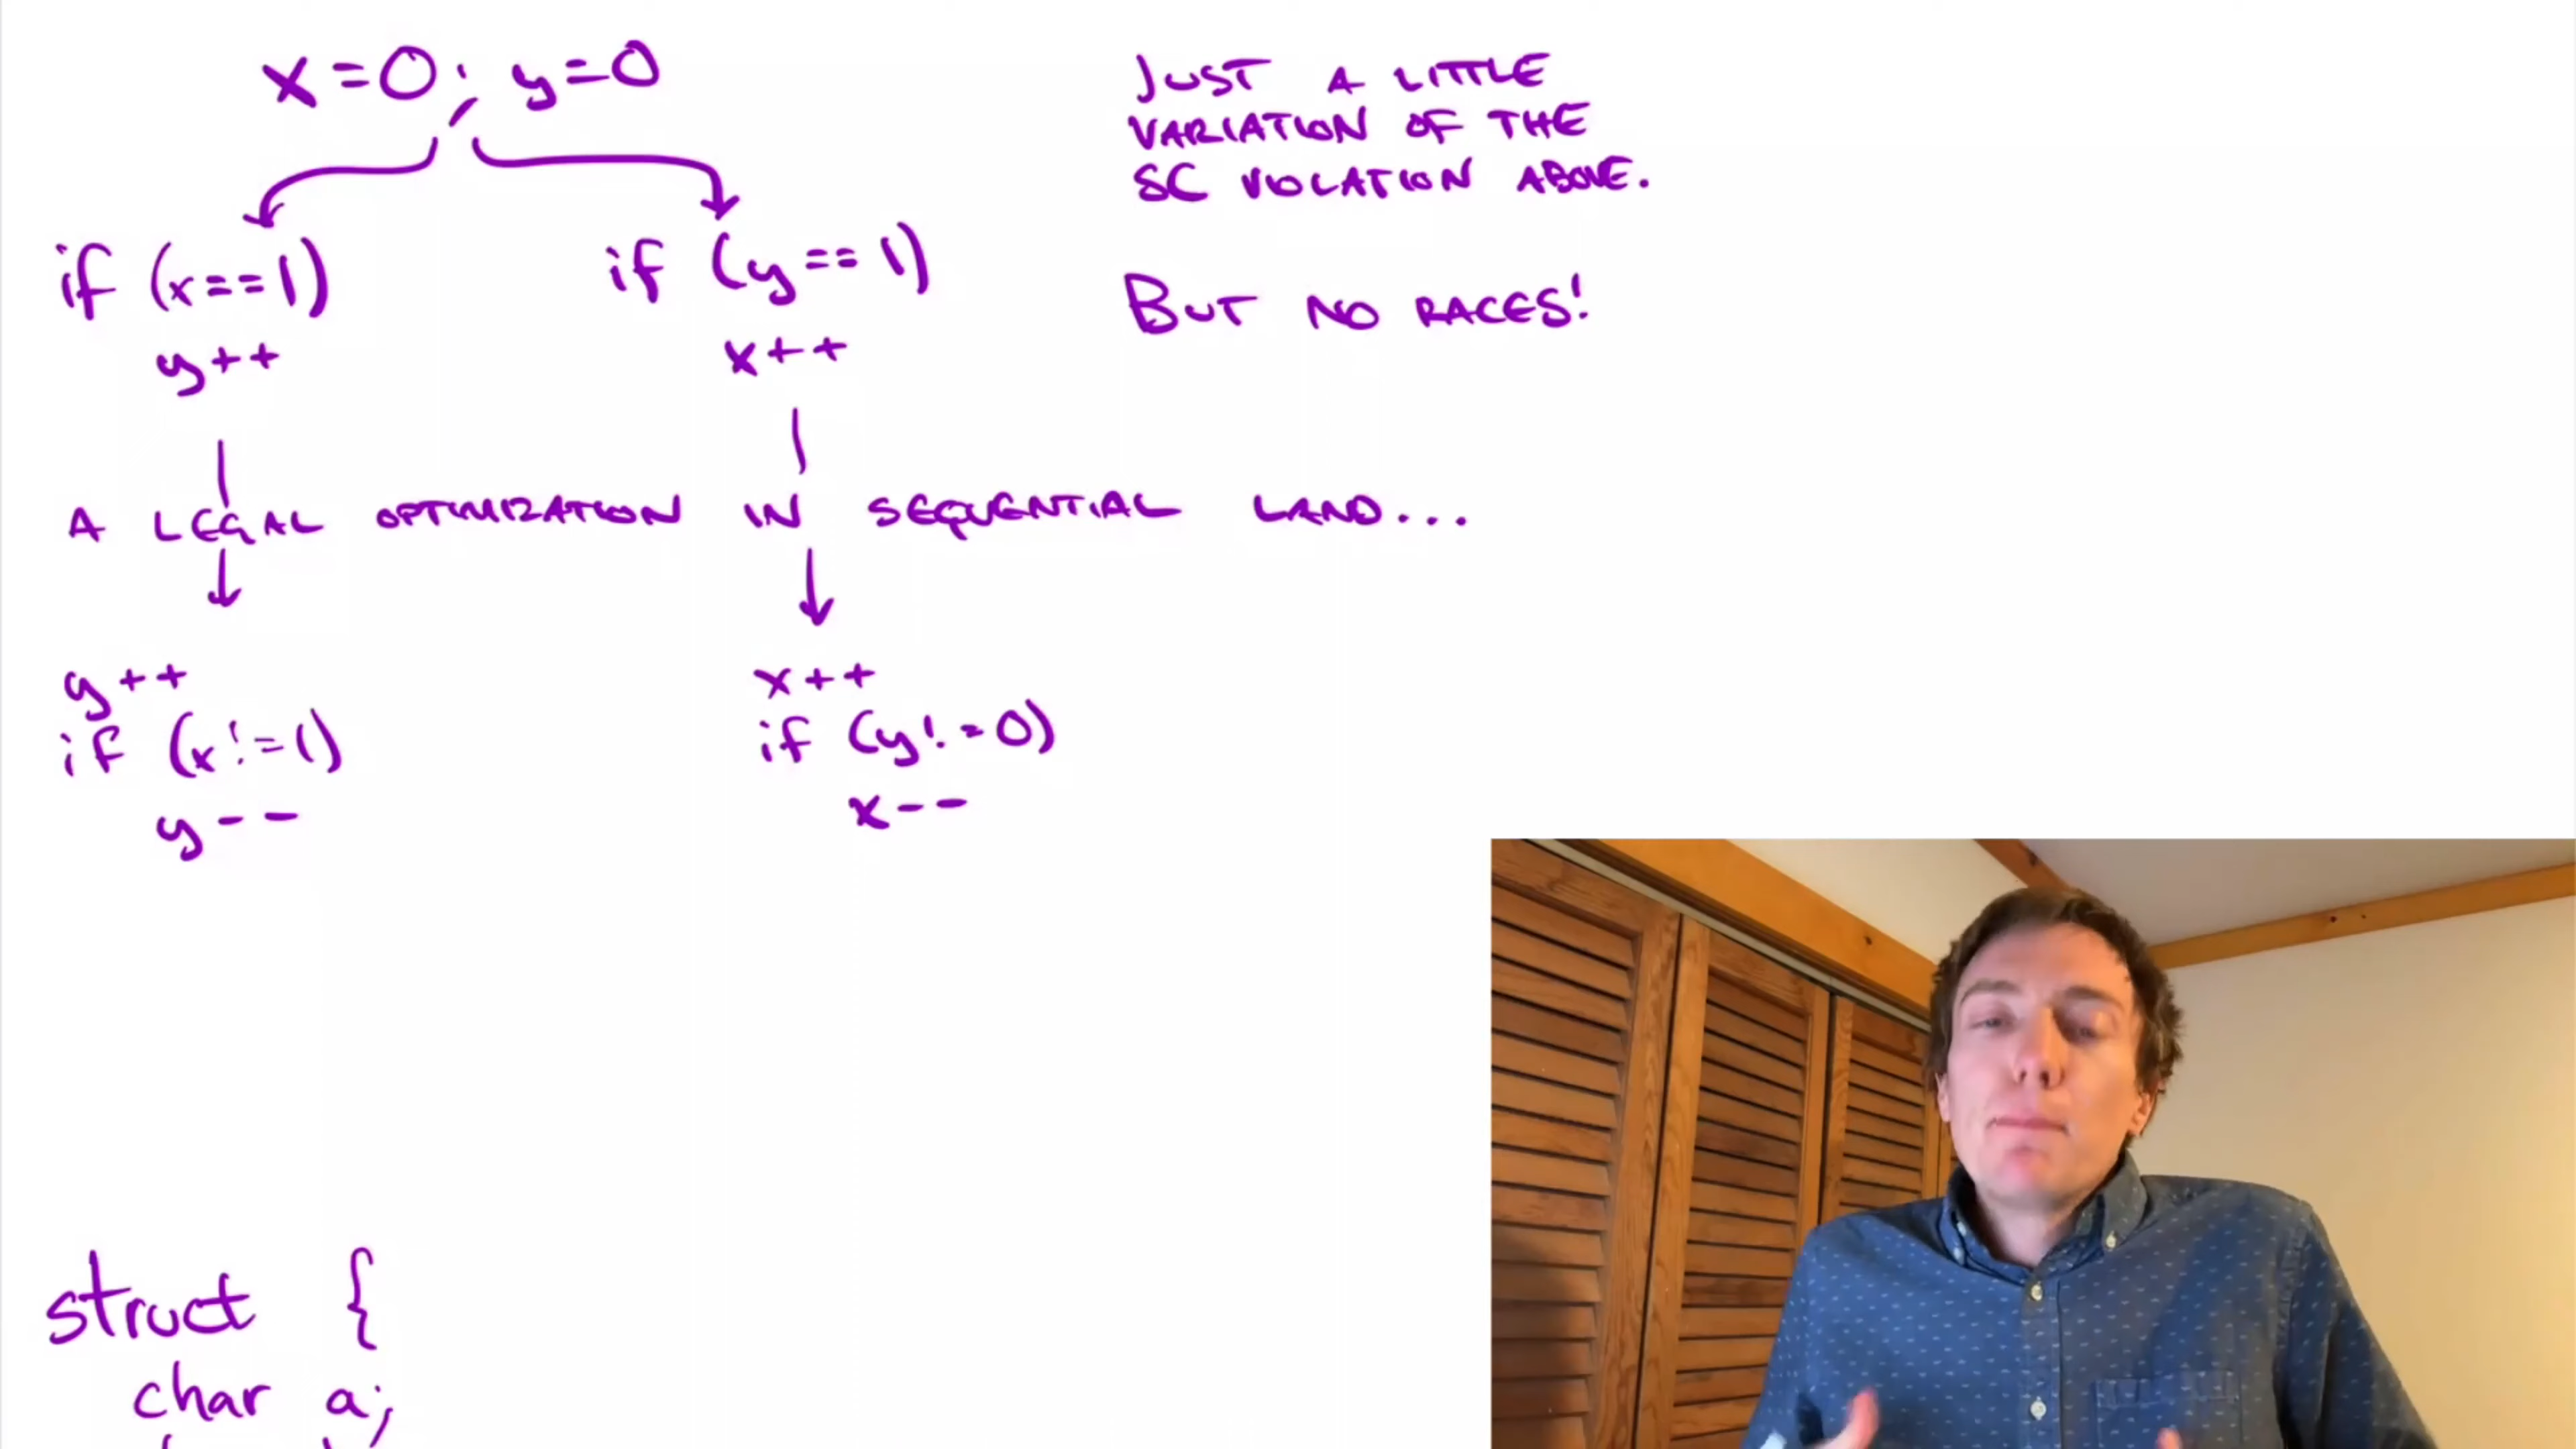 x=0; y=0
if (x==1)
y++
if (y==1)
x++
JUST A LITTLE
VARIATION OF THE
SC VIOLATION ABOVE.
BUT NO RACES!
A LEGAL OPTIMIZATION IN SEQUENTIAL LAND...
y++
if (x!=1)
y--
x++
if (y!=0)
x--
struct {
char a;